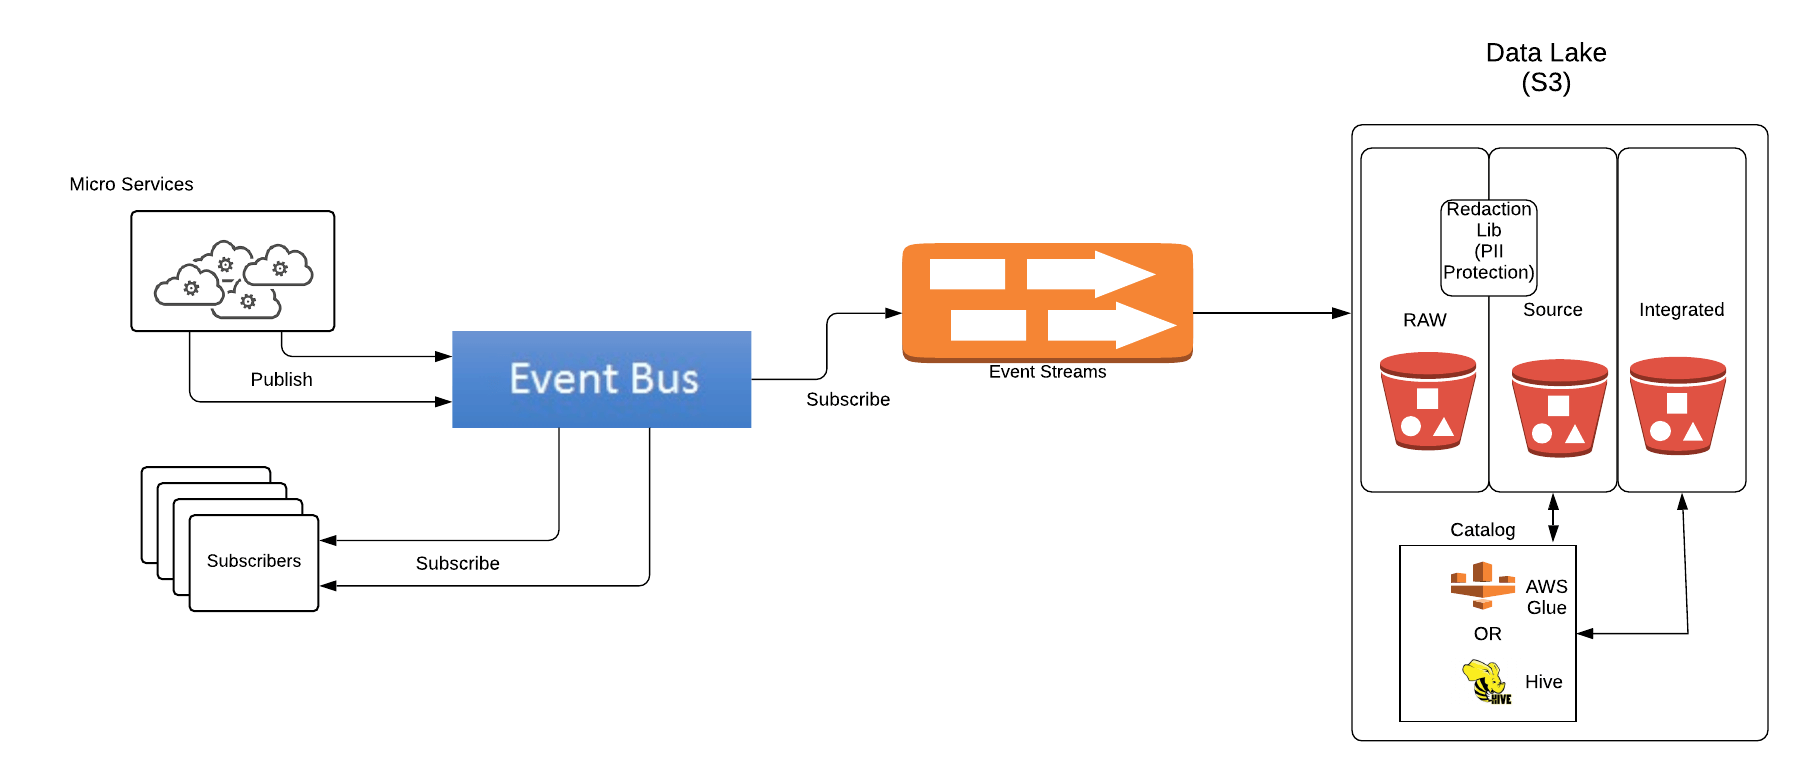 Data Lake
(S3)
Micro Services
Publish
Event Bus
Subscribe
Event Streams
Subscribers
Subscribe
Redaction
Lib
(PII
Protection)
RAW
Source
Integrated
Catalog
AWS
Glue
OR
HIVE
Hive